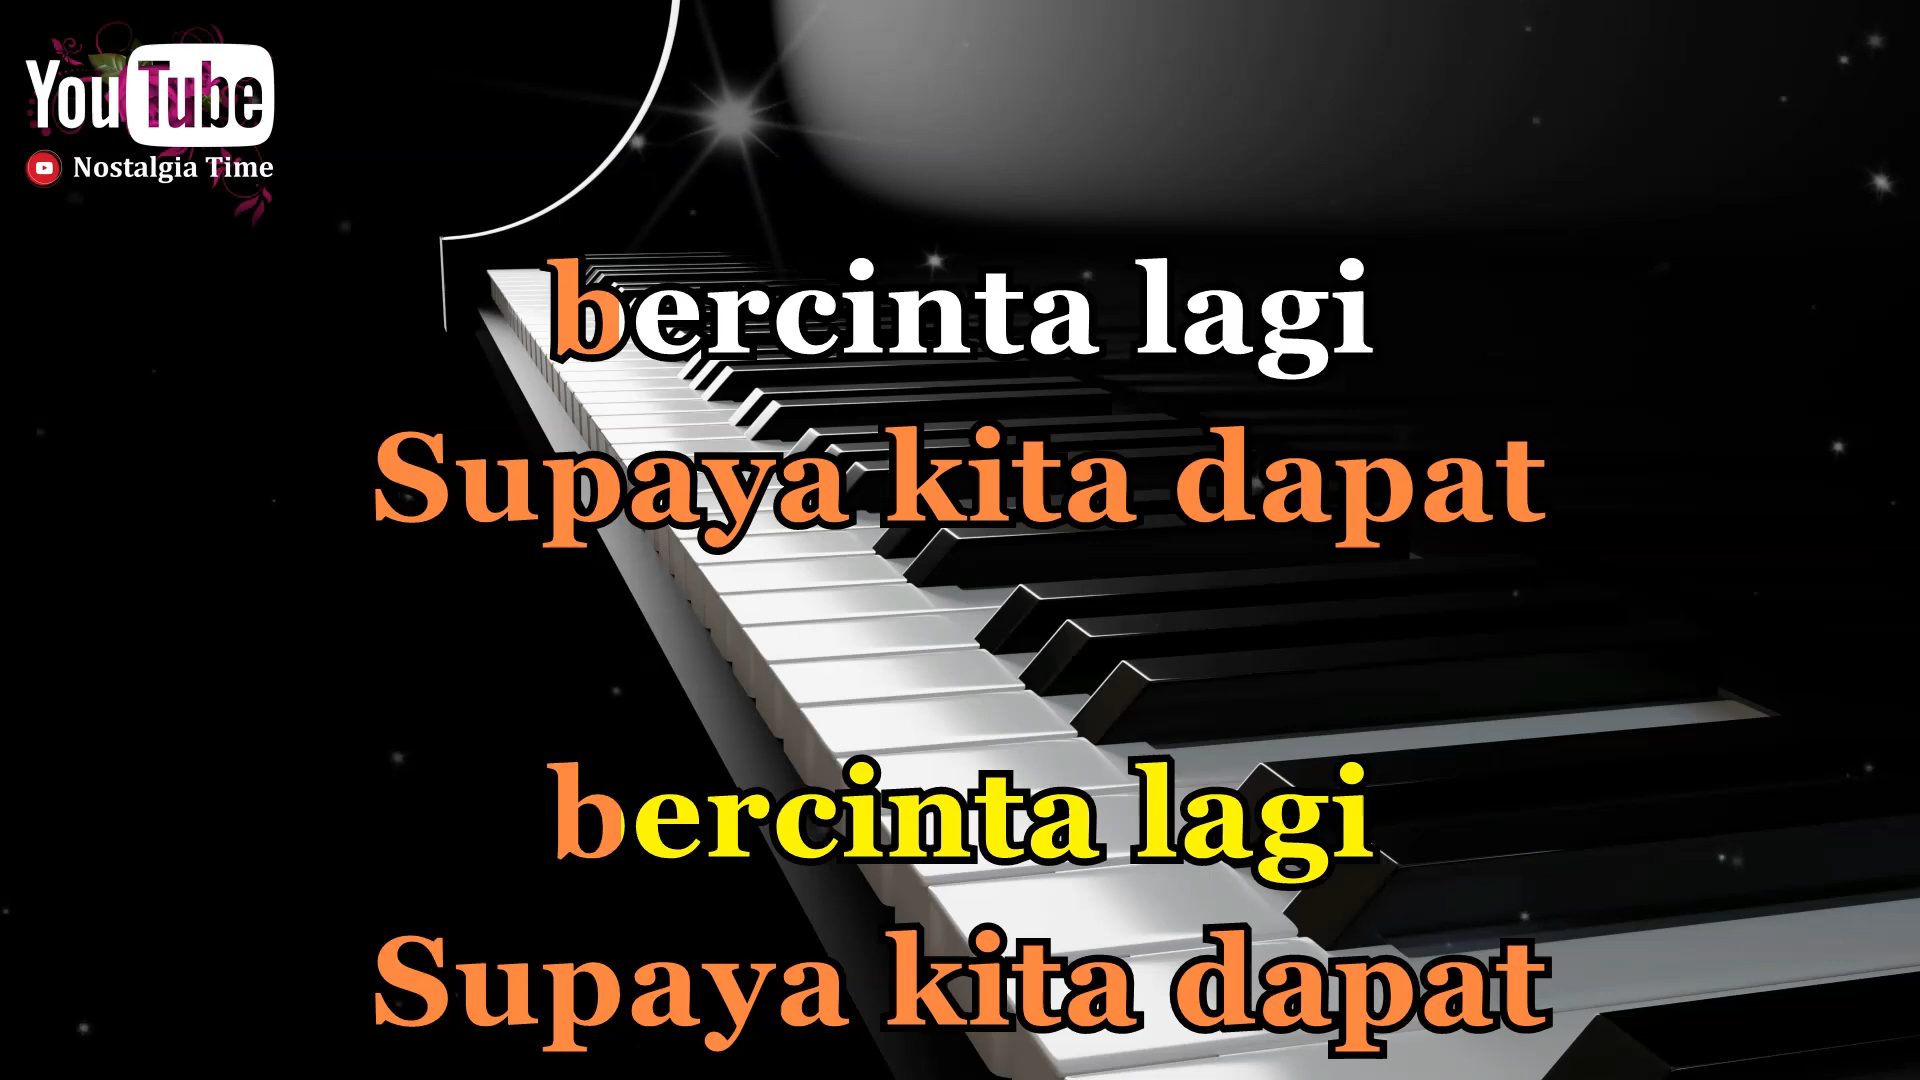 YouTube
Nostalgia Time
bercinta lagi
Supaya kita dapat
bercinta lagi
Supaya kita dapat